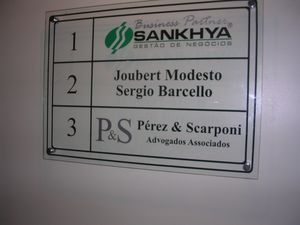 1
Business Partner
SANKHYA®
GESTÃO DE NEGÓCIOS
2
Joubert Modesto
Sergio Barcello
3
P&S
Pérez & Scarponi
Advogados Associados